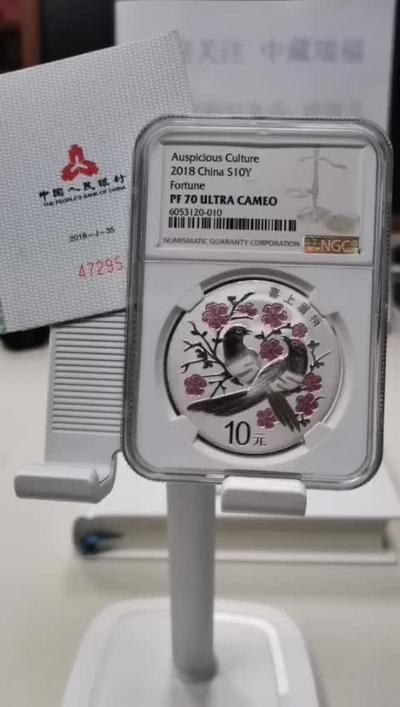 关注 中藏瑞福
中国人民银行
THE PEOPLE'S BANK OF CHINA
2018-J-35
47295
Auspicious Culture
2018 China S10Y
Fortune
PF 70 ULTRA CAMEO
6053120-010
NUMISMATIC GUARANTY CORPORATION
NGC
喜上眉梢
10元